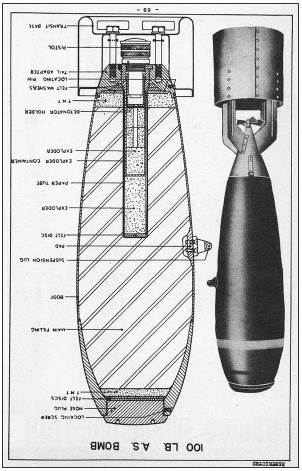 RESTRICTED
100 LB. A.S. BOMB
LOCATING SCREW
NOSE PLUG
FELT DISCS
T N T
MAIN FILLING
BODY
SUSPENSION LUG
PAD
FELT DISC
EXPLODER
PAPER TUBE
EXPLODER CONTAINER
EXPLODER
DETONATOR HOLDER
T N T
FELT WASHERS
LOCATING PIN
TAIL ADAPTER
PISTOL
TRANSIT BASE
- 68 -